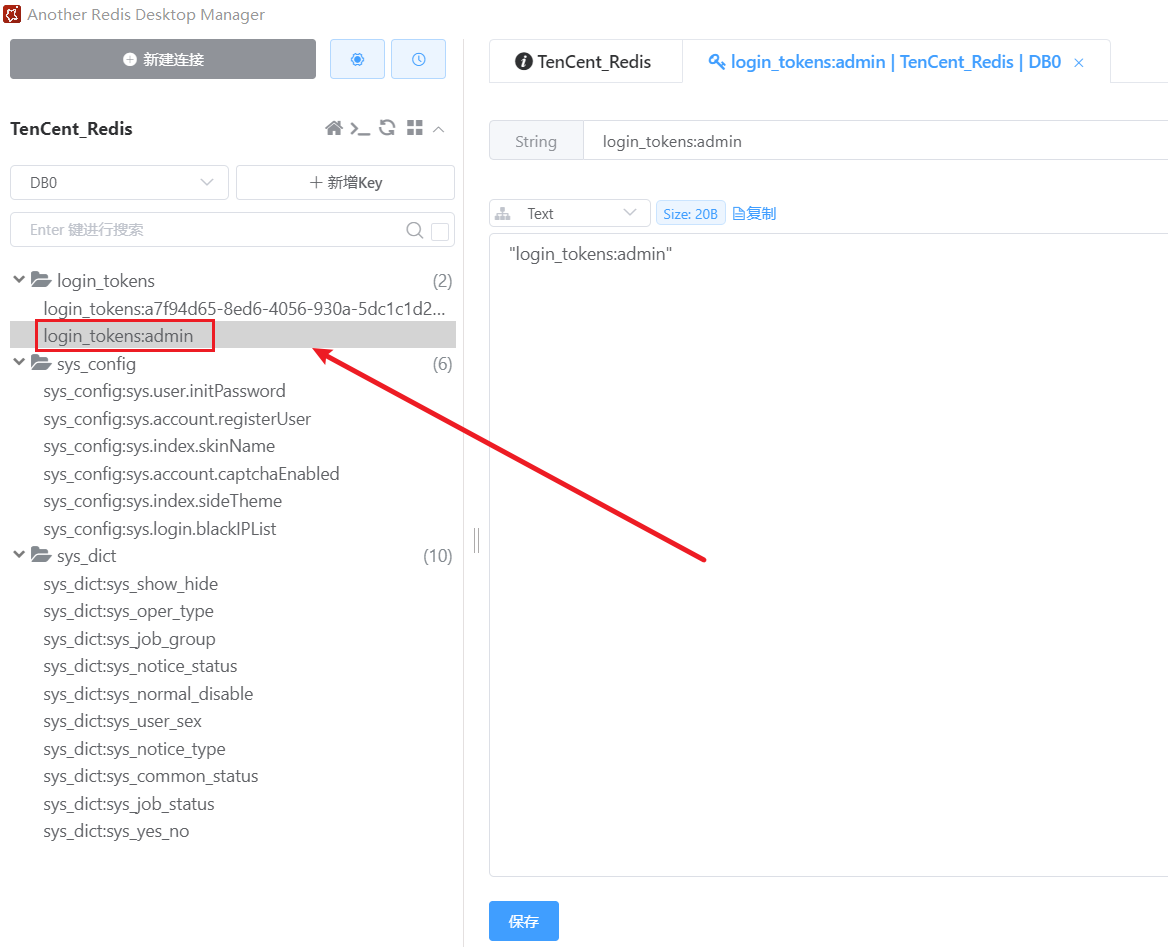 Another Redis Desktop Manager
新建连接
TenCent_Redis
DB0
新增Key
Enter 键进行搜索
login_tokens (2)
login_tokens:a7f94d65-8ed6-4056-930a-5dc1c1d2...
login_tokens:admin
sys_config (6)
sys_config:sys.user.initPassword
sys_config:sys.account.registerUser
sys_config:sys.index.skinName
sys_config:sys.account.captchaEnabled
sys_config:sys.index.sideTheme
sys_config:sys.login.blackIPList
sys_dict (10)
sys_dict:sys_show_hide
sys_dict:sys_oper_type
sys_dict:sys_job_group
sys_dict:sys_notice_status
sys_dict:sys_normal_disable
sys_dict:sys_user_sex
sys_dict:sys_notice_type
sys_dict:sys_common_status
sys_dict:sys_job_status
sys_dict:sys_yes_no
TenCent_Redis
login_tokens:admin | TenCent_Redis | DB0
String login_tokens:admin
Text Size: 20B 复制
"login_tokens:admin"
保存